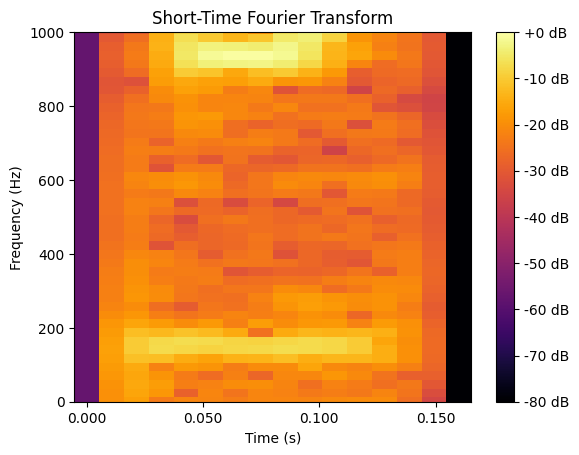 Short-Time Fourier Transform
1000
800
600
400
200
0
Frequency (Hz)
0.000
0.050
0.100
0.150
Time (s)
+0 dB
-10 dB
-20 dB
-30 dB
-40 dB
-50 dB
-60 dB
-70 dB
-80 dB